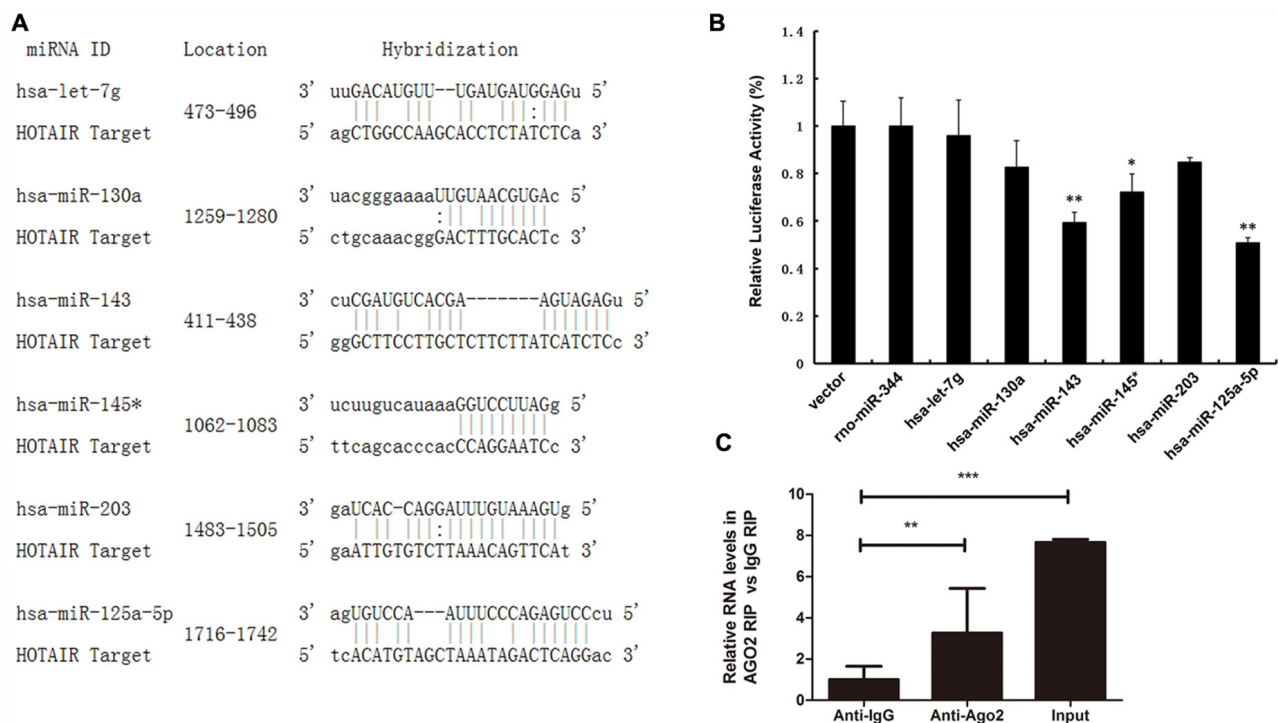 A
miRNA ID Location Hybridization
hsa-let-7g 3' uuGACAUGUU--UGAUGAUGGAGu 5'
473-496
HOTAIR Target 5' agCTGGCCAAGCACCTCTATCTCa 3'
hsa-miR-130a 3' uacgggaaaaUUGUAACGUGAc 5'
1259-1280
HOTAIR Target 5' ctgcaaacggGACTTTGCACTc 3'
hsa-miR-143 3' cuCGAUGUCACGA-------AGUAGAGu 5'
411-438
HOTAIR Target 5' ggGCTTCCTTGCTCTTCTTATCATCTCc 3'
hsa-miR-145* 3' ucuugucauaaaGGUCCUUAGg 5'
1062-1083
HOTAIR Target 5' ttcagcacccacCCAGGAATCc 3'
hsa-miR-203 3' gaUCAC-CAGGAUUUGUAAAGUg 5'
1483-1505
HOTAIR Target 5' gaATTGTGTCTTAAACAGTTCAt 3'
hsa-miR-125a-5p 3' agUGUCCA---AUUUCCCAGAGUCCcu 5'
1716-1742
HOTAIR Target 5' tcACATGTAGCTAAATAGACTCAGGac 3'
B
Relative Luciferase Activity (%)
1.4
1.2
1
0.8
0.6
0.4
0.2
0
**
*
**
vector
rno-miR-344
hsa-let-7g
hsa-miR-130a
hsa-miR-143
hsa-miR-145*
hsa-miR-203
hsa-miR-125a-5p
C
Relative RNA levels in
AGO2 RIP vs IgG RIP
10
8
6
4
2
0
***
**
Anti-IgG
Anti-Ago2
Input